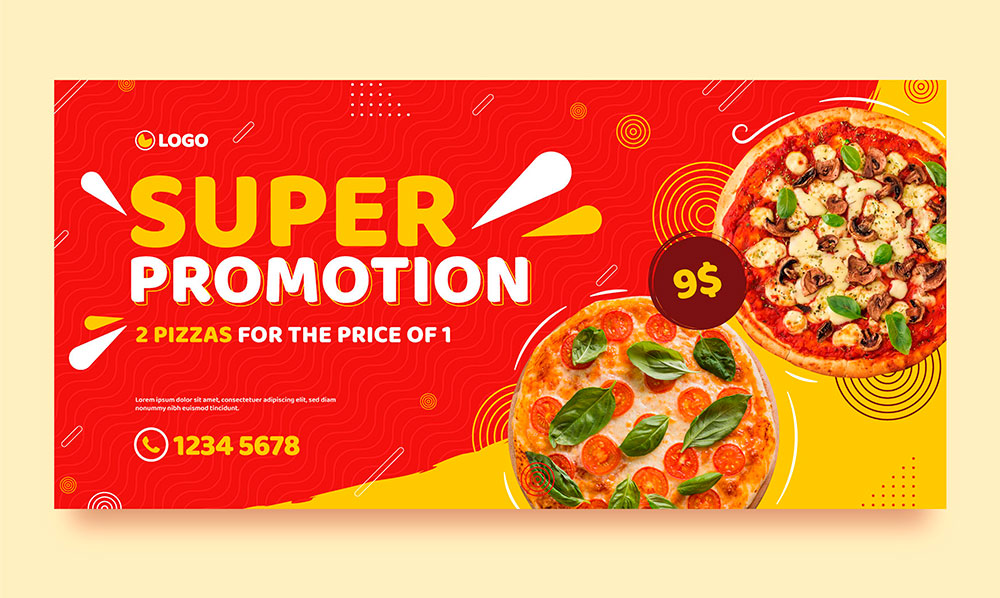 LOGO
SUPER
PROMOTION
2 PIZZAS FOR THE PRICE OF 1
9$
Lorem ipsum dolor sit amet, consectetuer adipiscing elit, sed diam
nonummy nibh euismod tincidunt.
1234 5678